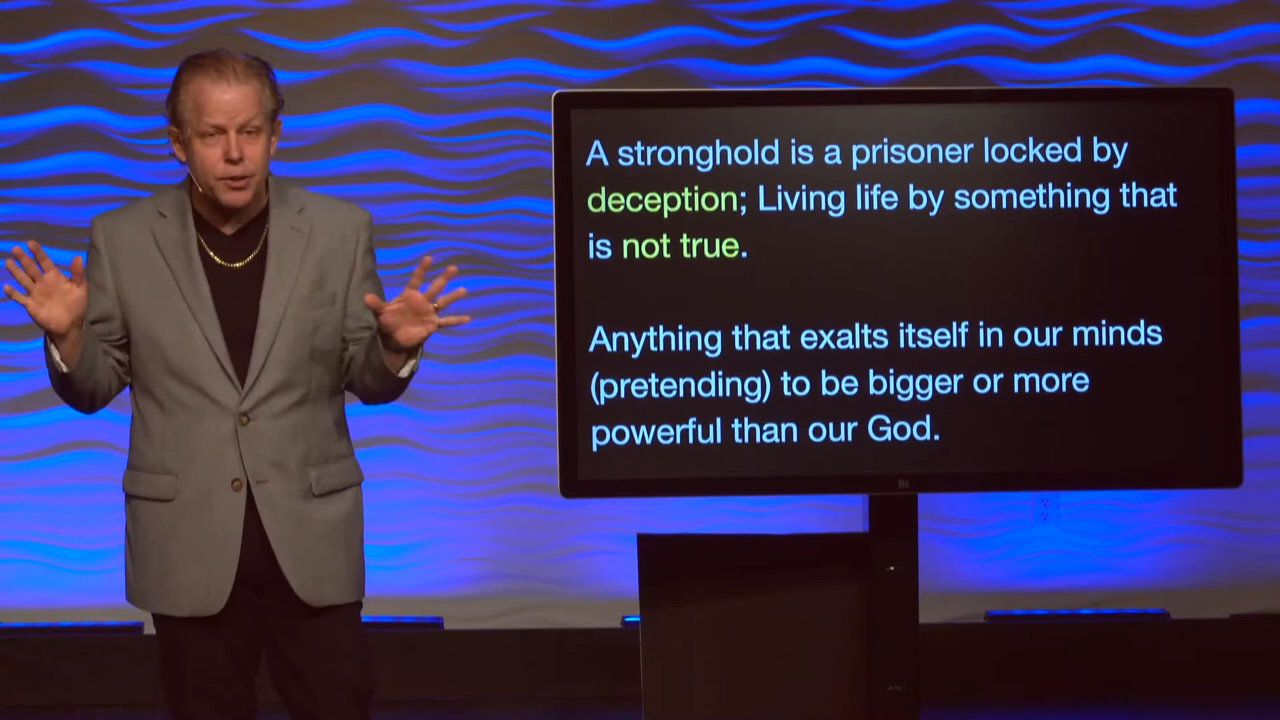 A stronghold is a prisoner locked by
deception; Living life by something that
is not true.
Anything that exalts itself in our minds
(pretending) to be bigger or more
powerful than our God.